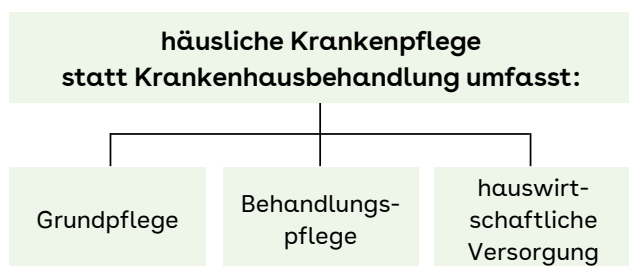 häusliche Krankenpflege
statt Krankenhausbehandlung umfasst:
Grundpflege
Behandlungs-
pflege
hauswirt-
schaftliche
Versorgung